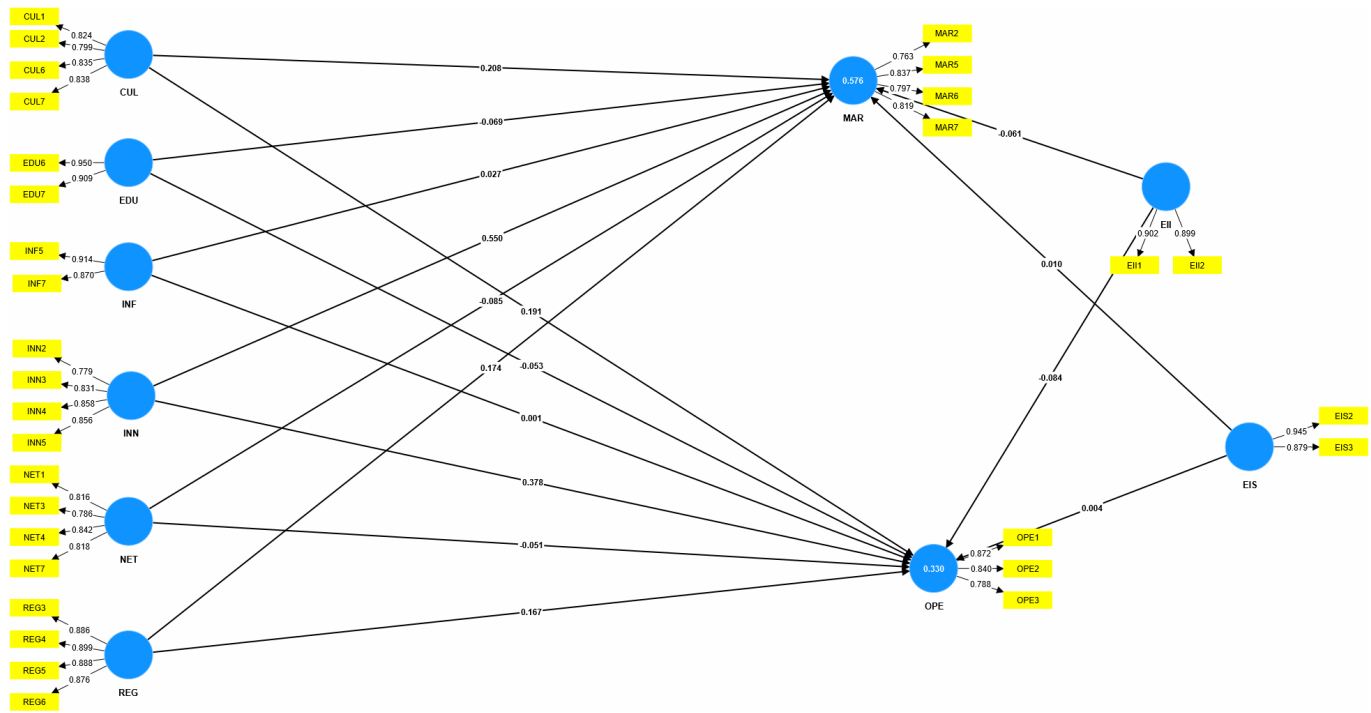 CUL1
CUL2
CUL6
CUL7
0.824
0.799
0.835
0.838
CUL
EDU6
EDU7
0.950
0.909
EDU
INF5
INF7
0.914
0.870
INF
INN2
INN3
INN4
INN5
0.779
0.831
0.858
0.856
INN
NET1
NET3
NET4
NET7
0.816
0.786
0.842
0.818
NET
REG3
REG4
REG5
REG6
0.886
0.899
0.888
0.876
REG
0.208
-0.069
0.027
0.550
-0.085
0.174
0.191
-0.053
0.001
0.378
-0.051
0.167
0.576
MAR
0.763
0.837
0.797
0.819
MAR2
MAR5
MAR6
MAR7
-0.061
0.010
-0.084
0.004
EII
0.902
0.899
EII1
EII2
EIS
0.945
0.879
EIS2
EIS3
0.330
OPE
0.872
0.840
0.788
OPE1
OPE2
OPE3